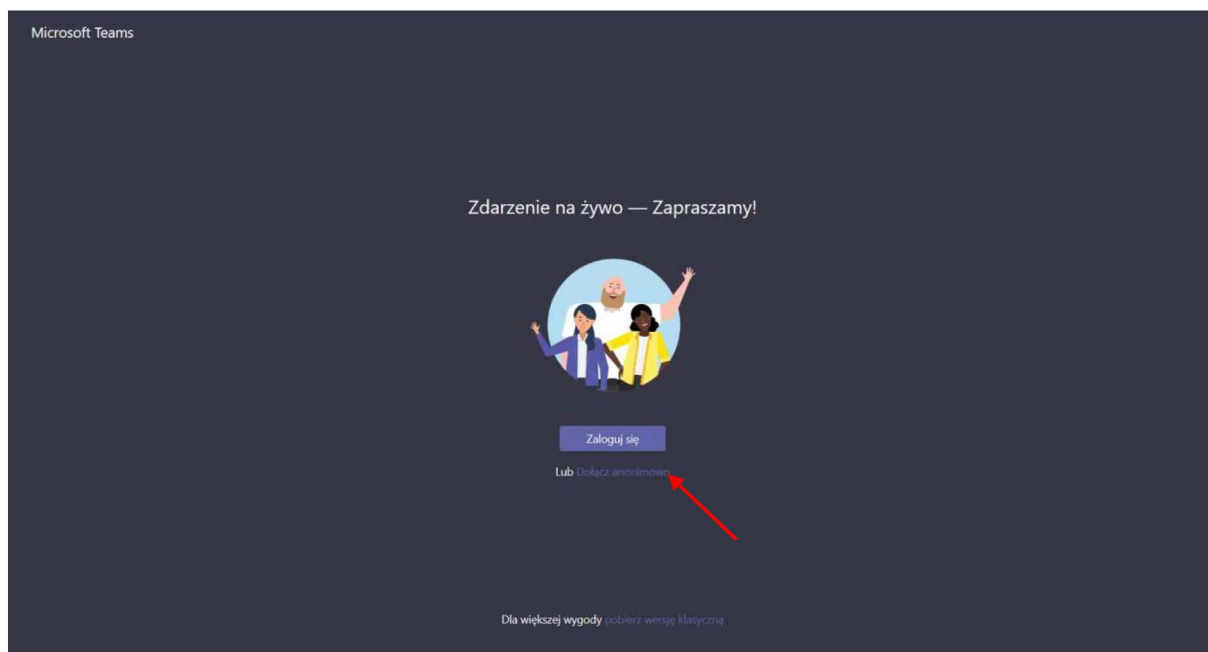 Microsoft Teams
Zdarzenie na żywo — Zapraszamy!
Zaloguj się
Lub Dołącz anonimowo
Dla większej wygody pobierz wersję klasyczną